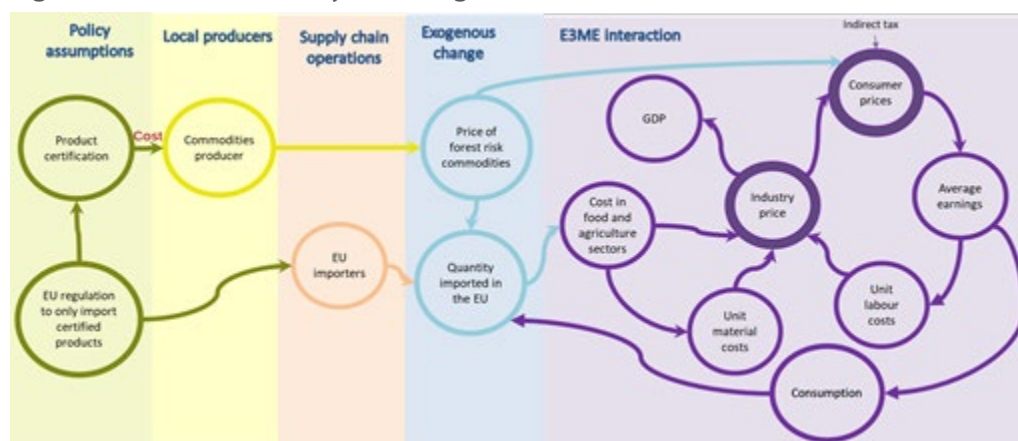 Policy
assumptions
Local producers
Supply chain
operations
Exogenous
change
E3ME interaction
Indirect tax
Product
certification
Cost
Commodities
producer
Price of
forest risk
commodities
GDP
Consumer
prices
Industry
price
Average
earnings
Cost in
food and
agriculture
sectors
EU
importers
Quantity
imported in
the EU
EU regulation
to only import
certified
products
Unit
material
costs
Unit
labour
costs
Consumption